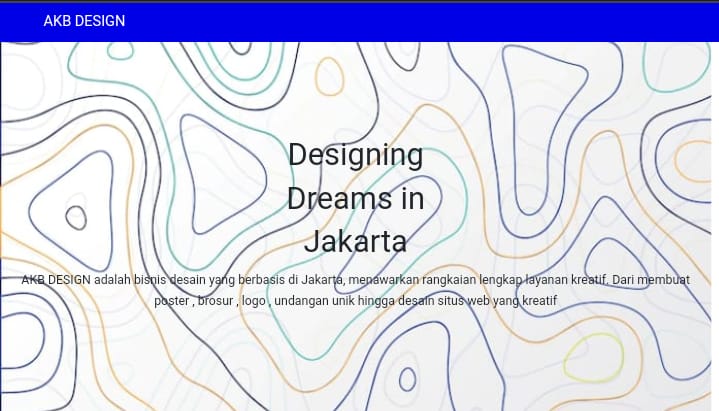 AKB DESIGN
Designing
Dreams in
Jakarta
AKB DESIGN adalah bisnis desain yang berbasis di Jakarta, menawarkan rangkaian lengkap layanan kreatif. Dari membuat
poster , brosur , logo , undangan unik hingga desain situs web yang kreatif